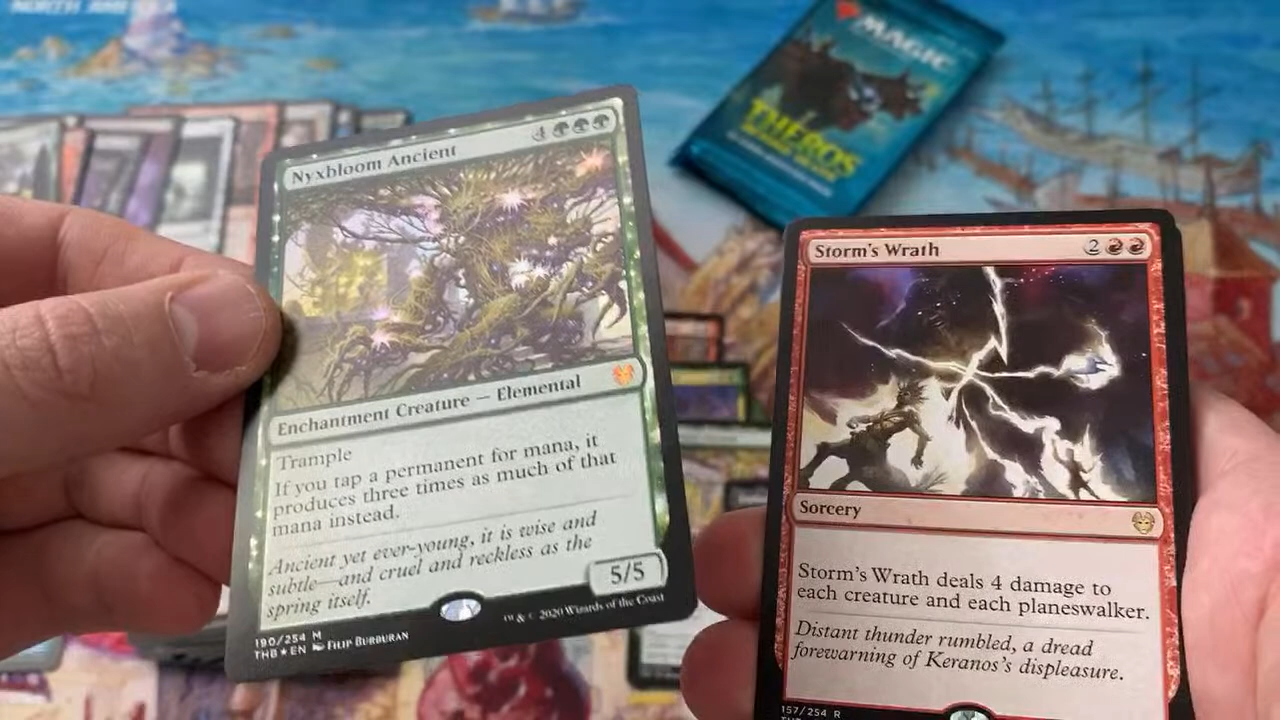 NORTH AMERICA
MAGIC
THEROS
Nyxbloom Ancient
4
Enchantment Creature — Elemental
Trample
If you tap a permanent for mana, it
produces three times as much of that
mana instead.
Ancient yet ever-young, it is wise and
subtle—and cruel and reckless as the
spring itself.
5/5
190/254 M
THB★EN Filip Burburan
™ & © 2020 Wizards of the Coast
Storm's Wrath
2
Sorcery
Storm's Wrath deals 4 damage to
each creature and each planeswalker.
Distant thunder rumbled, a dread
forewarning of Keranos's displeasure.
157/254 R